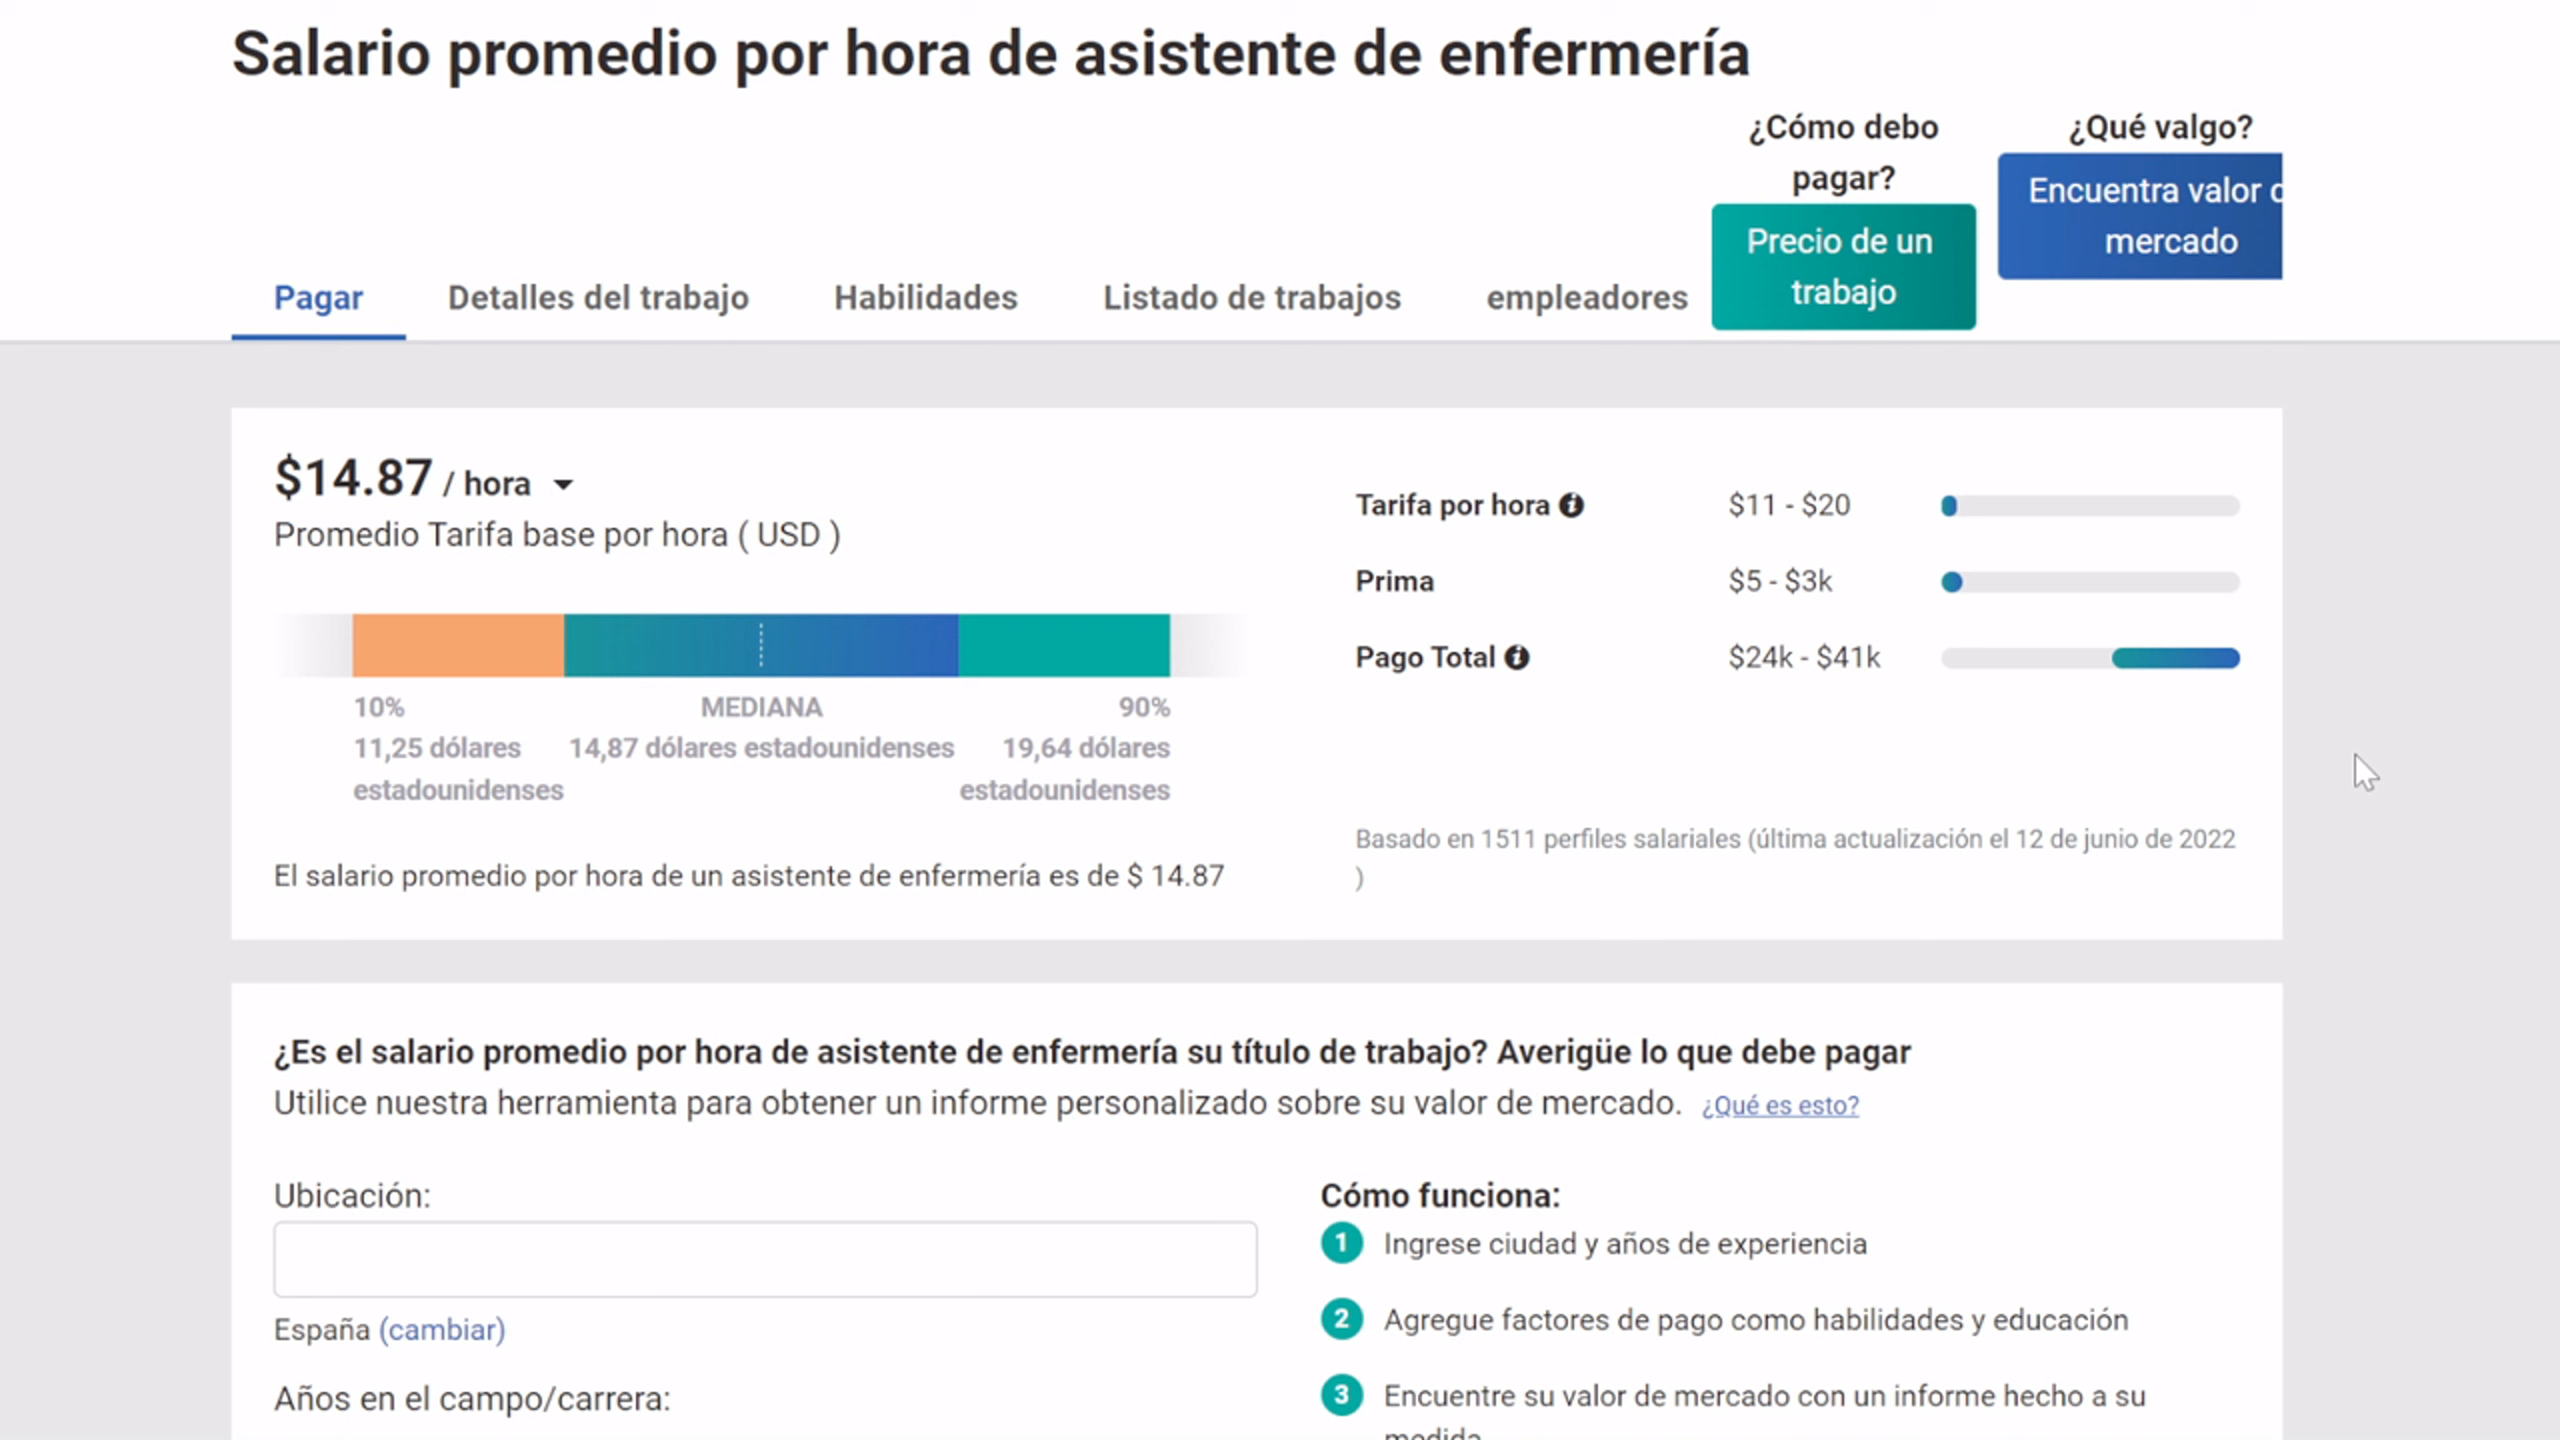 Salario promedio por hora de asistente de enfermería
¿Cómo debo
pagar?
Precio de un
trabajo
¿Qué valgo?
Encuentra valor
mercado
Pagar
Detalles del trabajo
Habilidades
Listado de trabajos
empleadores
$14.87 / hora
Promedio Tarifa base por hora ( USD )
10%
11,25 dólares
estadounidenses
MEDIANA
14,87 dólares estadounidenses
90%
19,64 dólares
estadounidenses
El salario promedio por hora de un asistente de enfermería es de $ 14.87
Tarifa por hora $11 - $20
Prima $5 - $3k
Pago Total $24k - $41k
Basado en 1511 perfiles salariales (última actualización el 12 de junio de 2022
)
¿Es el salario promedio por hora de asistente de enfermería su título de trabajo? Averigüe lo que debe pagar
Utilice nuestra herramienta para obtener un informe personalizado sobre su valor de mercado. ¿Qué es esto?
Ubicación:
España (cambiar)
Años en el campo/carrera:
Cómo funciona:
1 Ingrese ciudad y años de experiencia
2 Agregue factores de pago como habilidades y educación
3 Encuentre su valor de mercado con un informe hecho a su
medida